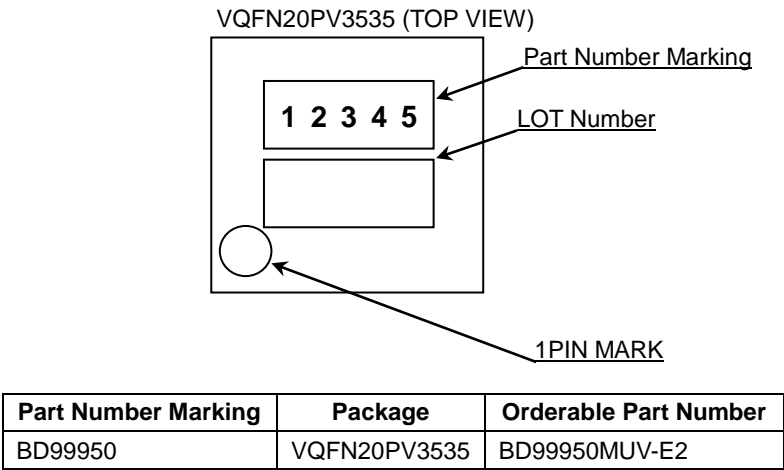 VQFN20PV3535 (TOP VIEW)
Part Number Marking
1 2 3 4 5
LOT Number
1PIN MARK
Part Number Marking Package Orderable Part Number
BD99950 VQFN20PV3535 BD99950MUV-E2